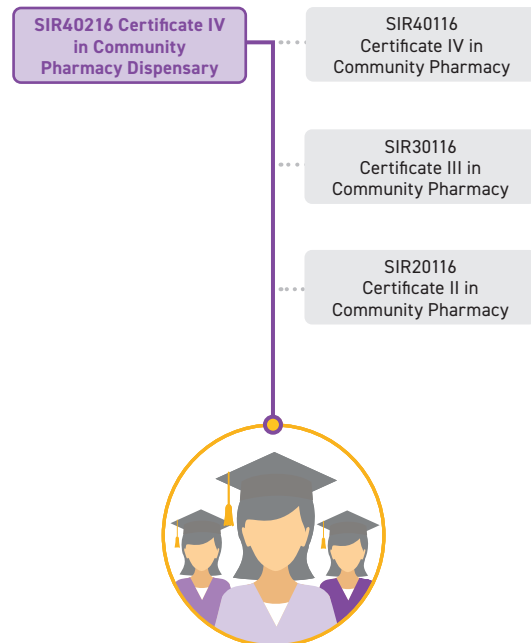 SIR40216 Certificate IV
in Community
Pharmacy Dispensary
SIR40116
Certificate IV in
Community Pharmacy
SIR30116
Certificate III in
Community Pharmacy
SIR20116
Certificate II in
Community Pharmacy